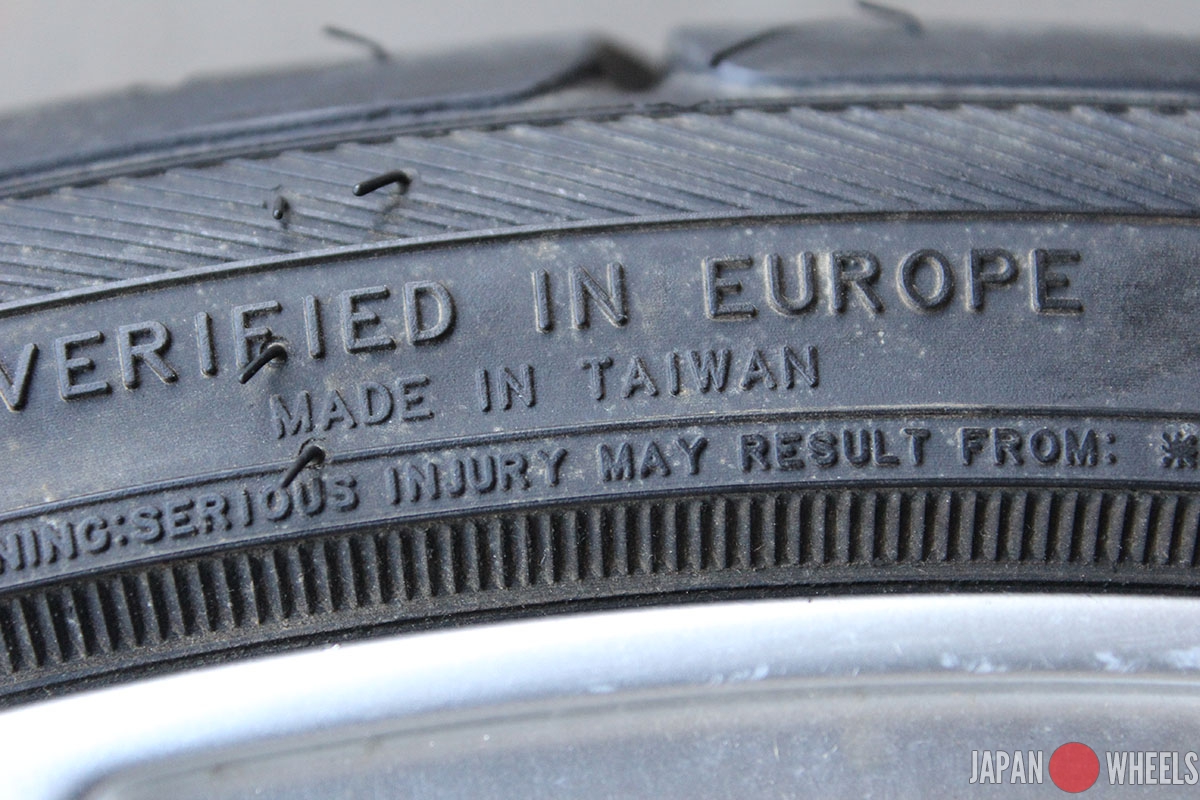 VERIFIED IN EUROPE
MADE IN TAIWAN
NING:SERIOUS INJURY MAY RESULT FROM:
JAPAN WHEELS